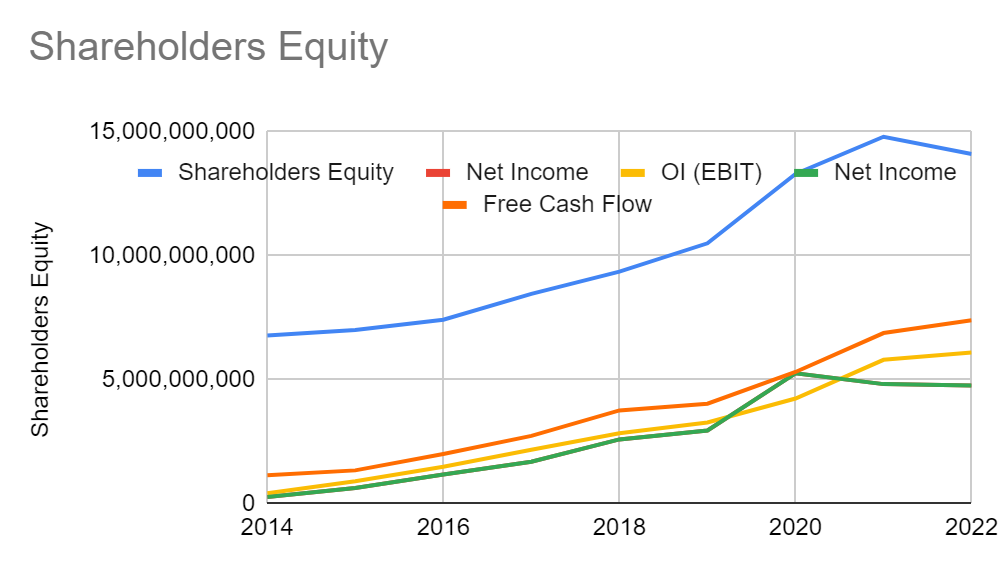 Shareholders Equity
15,000,000,000
Shareholders Equity Net Income OI (EBIT) Net Income
Free Cash Flow
Shareholders Equity
10,000,000,000
5,000,000,000
0
2014 2016 2018 2020 2022